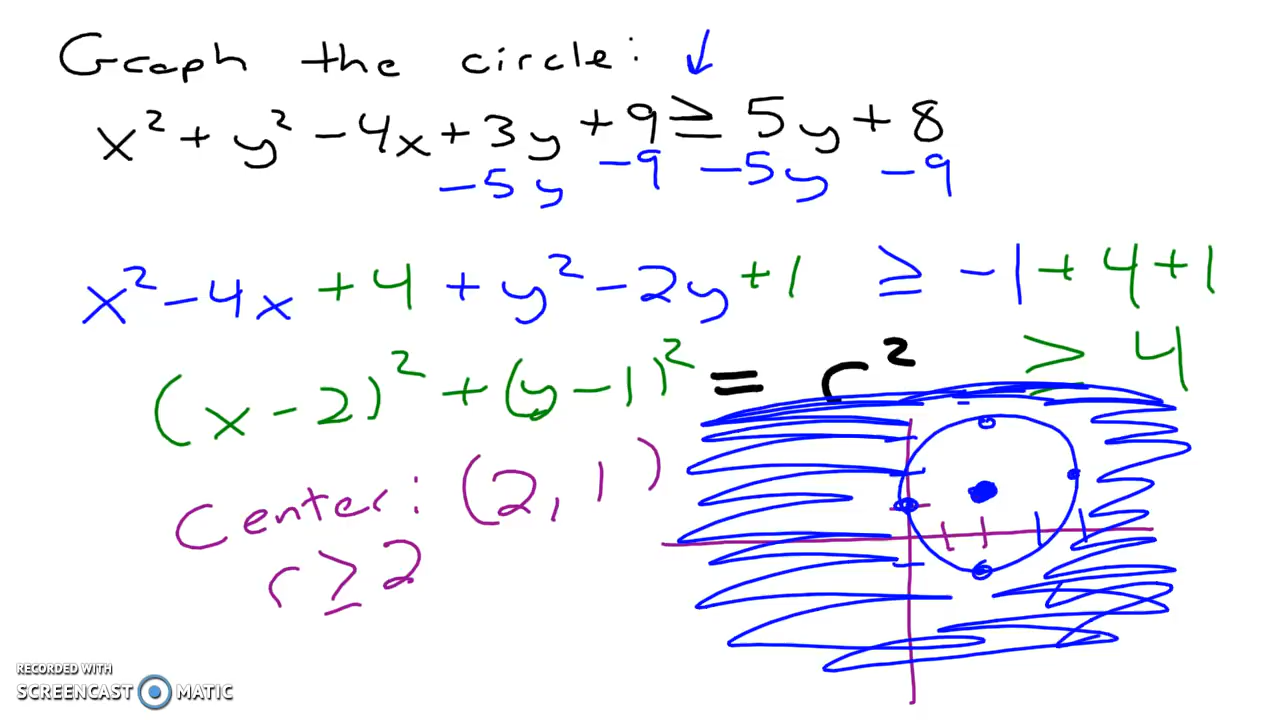 Graph the circle:
x² + y² - 4x + 3y + 9 ≥ 5y + 8
-5y -9 -5y -9
x² - 4x + 4 + y² - 2y + 1 ≥ -1 + 4 + 1
(x - 2)² + (y - 1)² = r² ≥ 4
Center: (2, 1)
r ≥ 2
RECORDED WITH
SCREENCAST MATIC